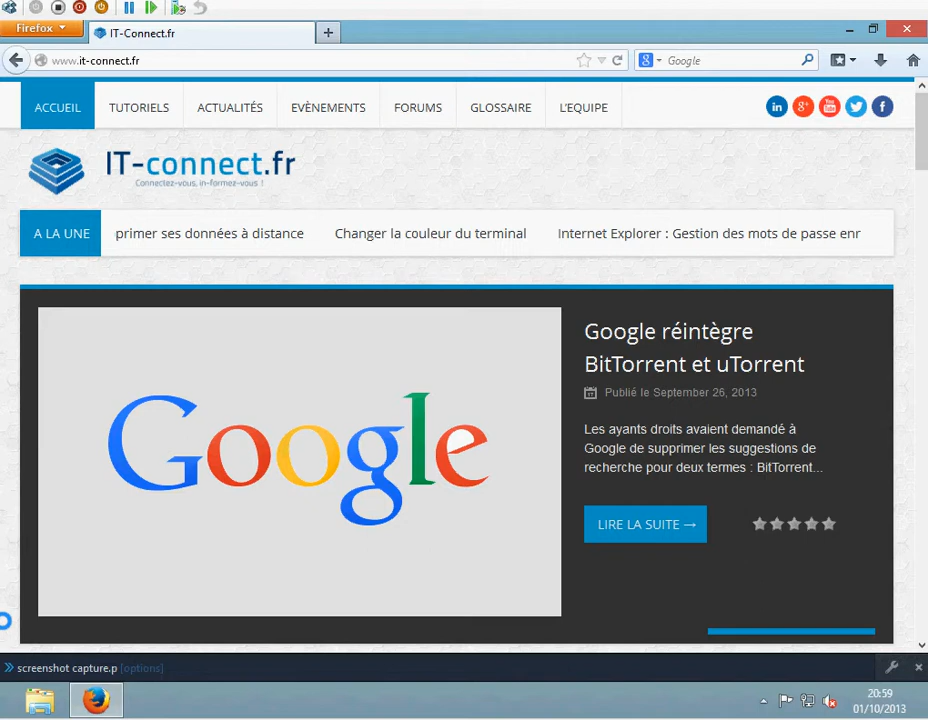 Firefox
IT-Connect.fr
www.it-connect.fr
Google
ACCUEIL TUTORIELS ACTUALITÉS EVÈNEMENTS FORUMS GLOSSAIRE L'EQUIPE
IT-connect.fr
Connectez-vous, in-formez-vous !
A LA UNE primer ses données à distance Changer la couleur du terminal Internet Explorer : Gestion des mots de passe enr
Google
Google réintègre
BitTorrent et uTorrent
Publié le September 26, 2013
Les ayants droits avaient demandé à
Google de supprimer les suggestions de
recherche pour deux termes : BitTorrent...
LIRE LA SUITE →
screenshot capture.p [options]
20:59
01/10/2013